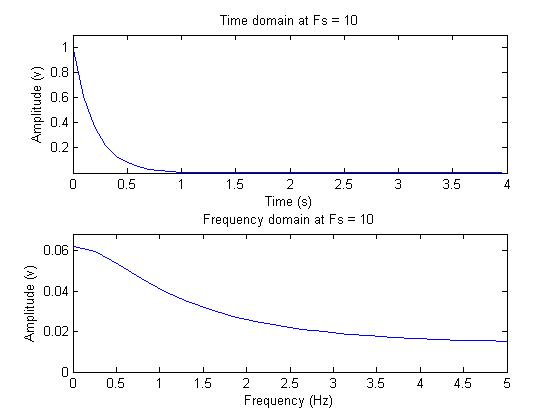 Time domain at Fs = 10
1
0.8
0.6
0.4
0.2
Amplitude (v)
0 0.5 1 1.5 2 2.5 3 3.5 4
Time (s)
Frequency domain at Fs = 10
0.06
0.04
0.02
0
Amplitude (v)
0 0.5 1 1.5 2 2.5 3 3.5 4 4.5 5
Frequency (Hz)